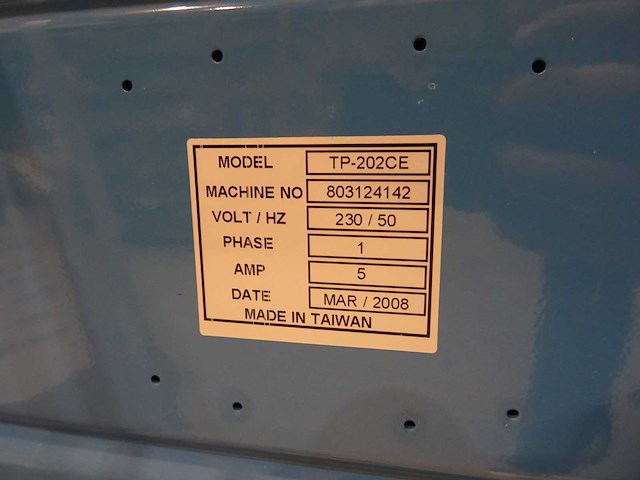 MODEL TP-202CE
MACHINE NO 803124142
VOLT / HZ 230 / 50
PHASE 1
AMP 5
DATE MAR / 2008
MADE IN TAIWAN